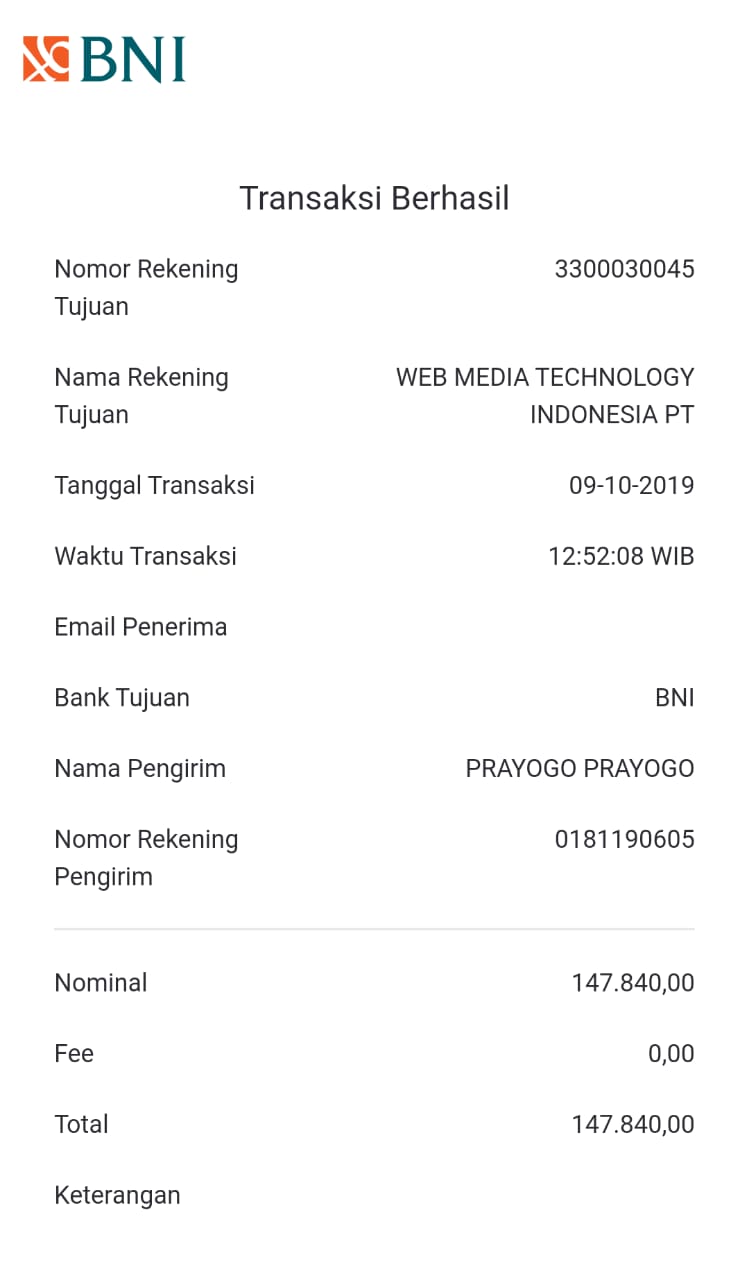 BNI
Transaksi Berhasil
Nomor Rekening Tujuan 3300030045
Nama Rekening Tujuan WEB MEDIA TECHNOLOGY INDONESIA PT
Tanggal Transaksi 09-10-2019
Waktu Transaksi 12:52:08 WIB
Email Penerima
Bank Tujuan BNI
Nama Pengirim PRAYOGO PRAYOGO
Nomor Rekening Pengirim 0181190605
Nominal 147.840,00
Fee 0,00
Total 147.840,00
Keterangan